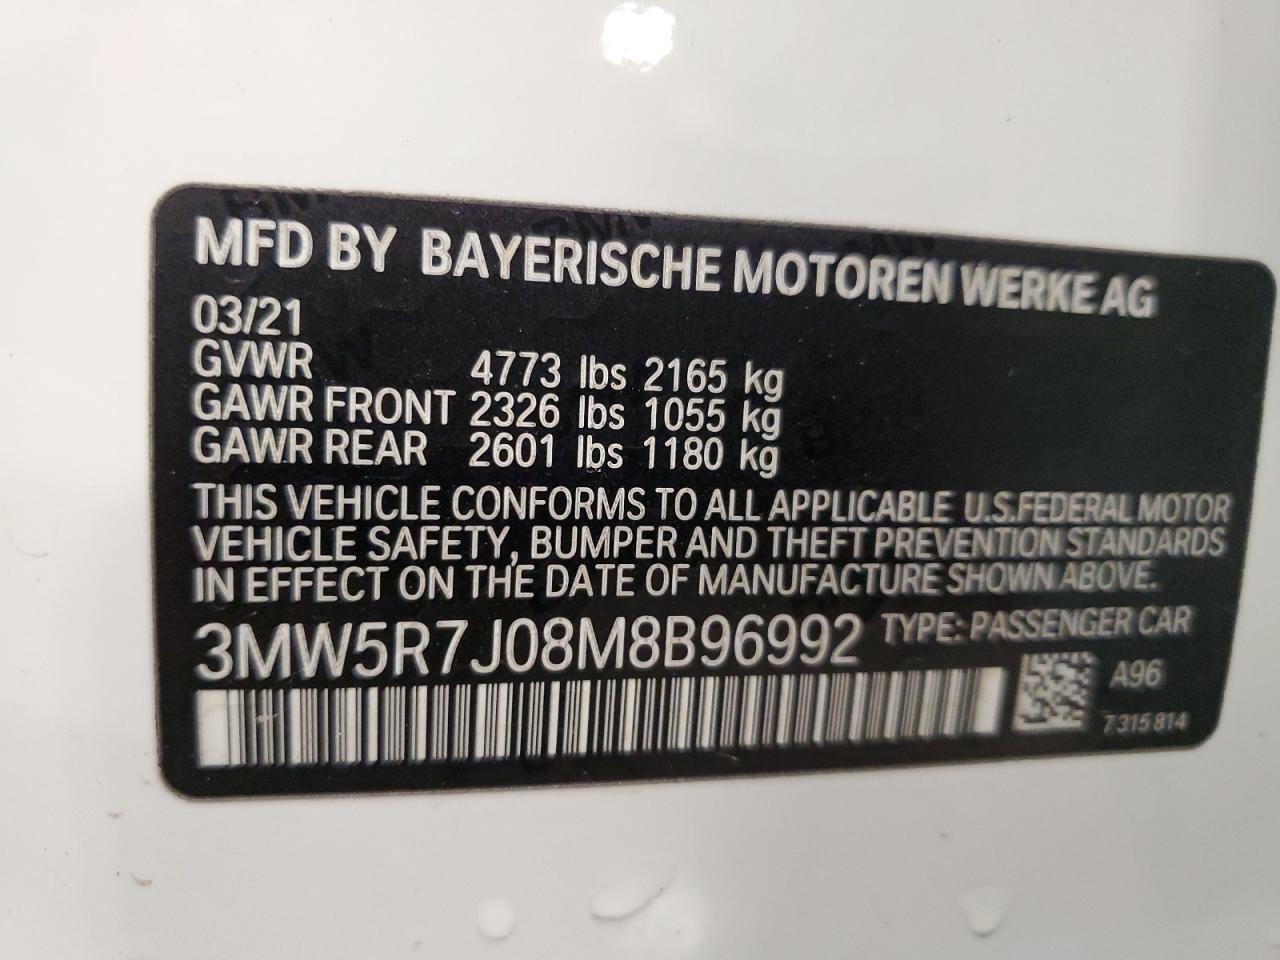 MFD BY BAYERISCHE MOTOREN WERKE AG
03/21
GVWR 4773 lbs 2165 kg
GAWR FRONT 2326 lbs 1055 kg
GAWR REAR 2601 lbs 1180 kg
THIS VEHICLE CONFORMS TO ALL APPLICABLE U.S.FEDERAL MOTOR
VEHICLE SAFETY, BUMPER AND THEFT PREVENTION STANDARDS
IN EFFECT ON THE DATE OF MANUFACTURE SHOWN ABOVE.
3MW5R7J08M8B96992 TYPE: PASSENGER CAR
A96
7 315 814